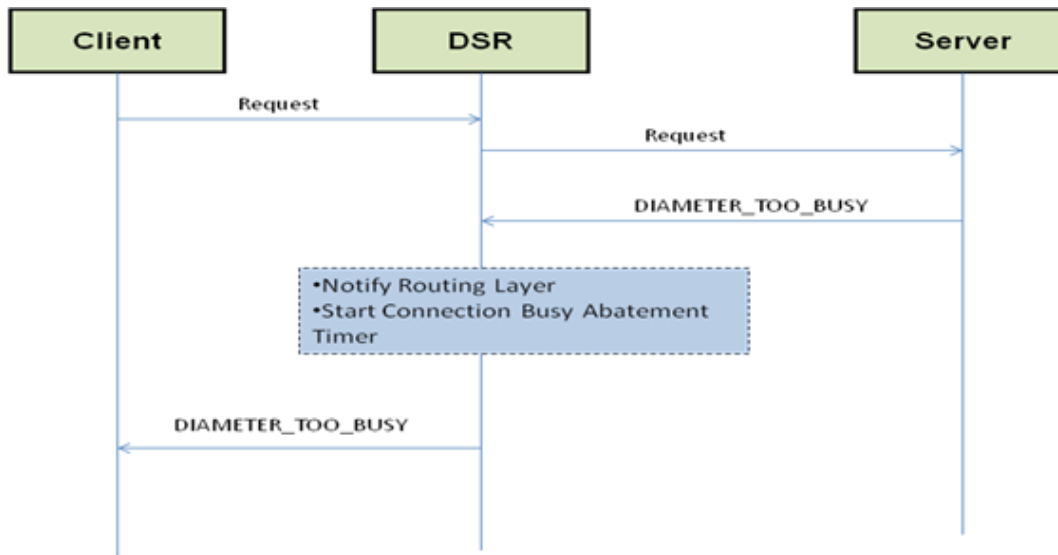 Client
DSR
Server
Request
Request
DIAMETER_TOO_BUSY
•Notify Routing Layer
•Start Connection Busy Abatement
Timer
DIAMETER_TOO_BUSY